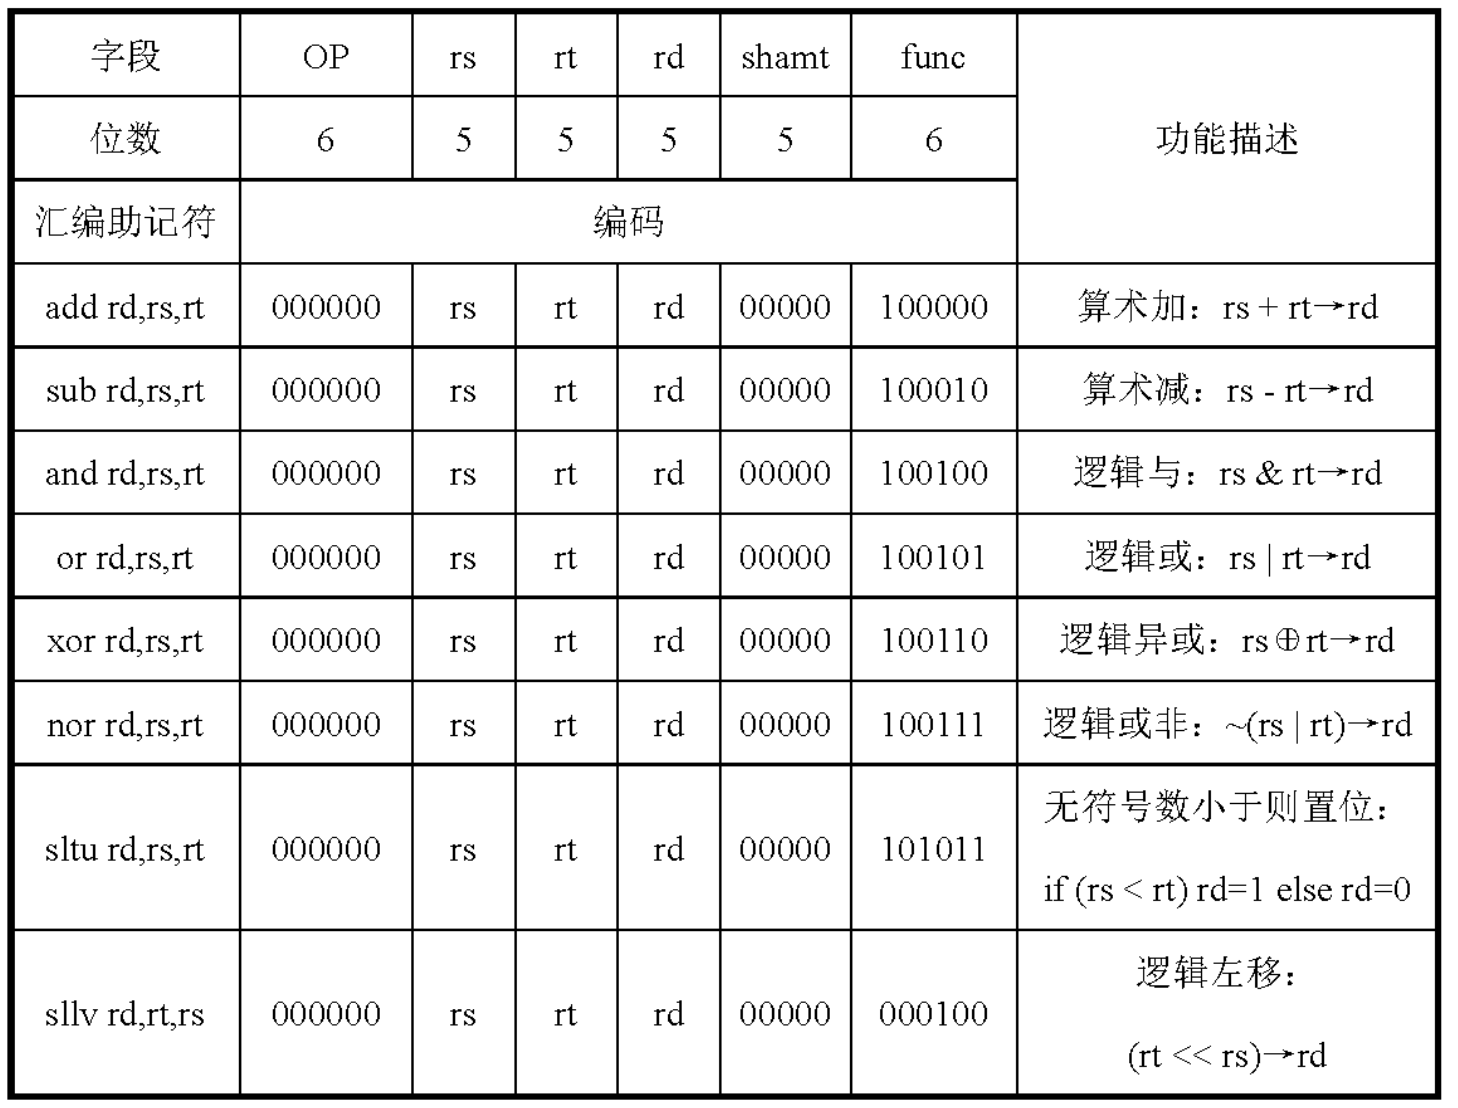 字段 OP rs rt rd shamt func 功能描述
位数 6 5 5 5 5 6
汇编助记符 编码
add rd,rs,rt 000000 rs rt rd 00000 100000 算术加：rs + rt→rd
sub rd,rs,rt 000000 rs rt rd 00000 100010 算术减：rs - rt→rd
and rd,rs,rt 000000 rs rt rd 00000 100100 逻辑与：rs & rt→rd
or rd,rs,rt 000000 rs rt rd 00000 100101 逻辑或：rs | rt→rd
xor rd,rs,rt 000000 rs rt rd 00000 100110 逻辑异或：rs⊕rt→rd
nor rd,rs,rt 000000 rs rt rd 00000 100111 逻辑或非：~(rs | rt)→rd
sltu rd,rs,rt 000000 rs rt rd 00000 101011 无符号数小于则置位：
if (rs < rt) rd=1 else rd=0
sllv rd,rt,rs 000000 rs rt rd 00000 000100 逻辑左移：
(rt << rs)→rd